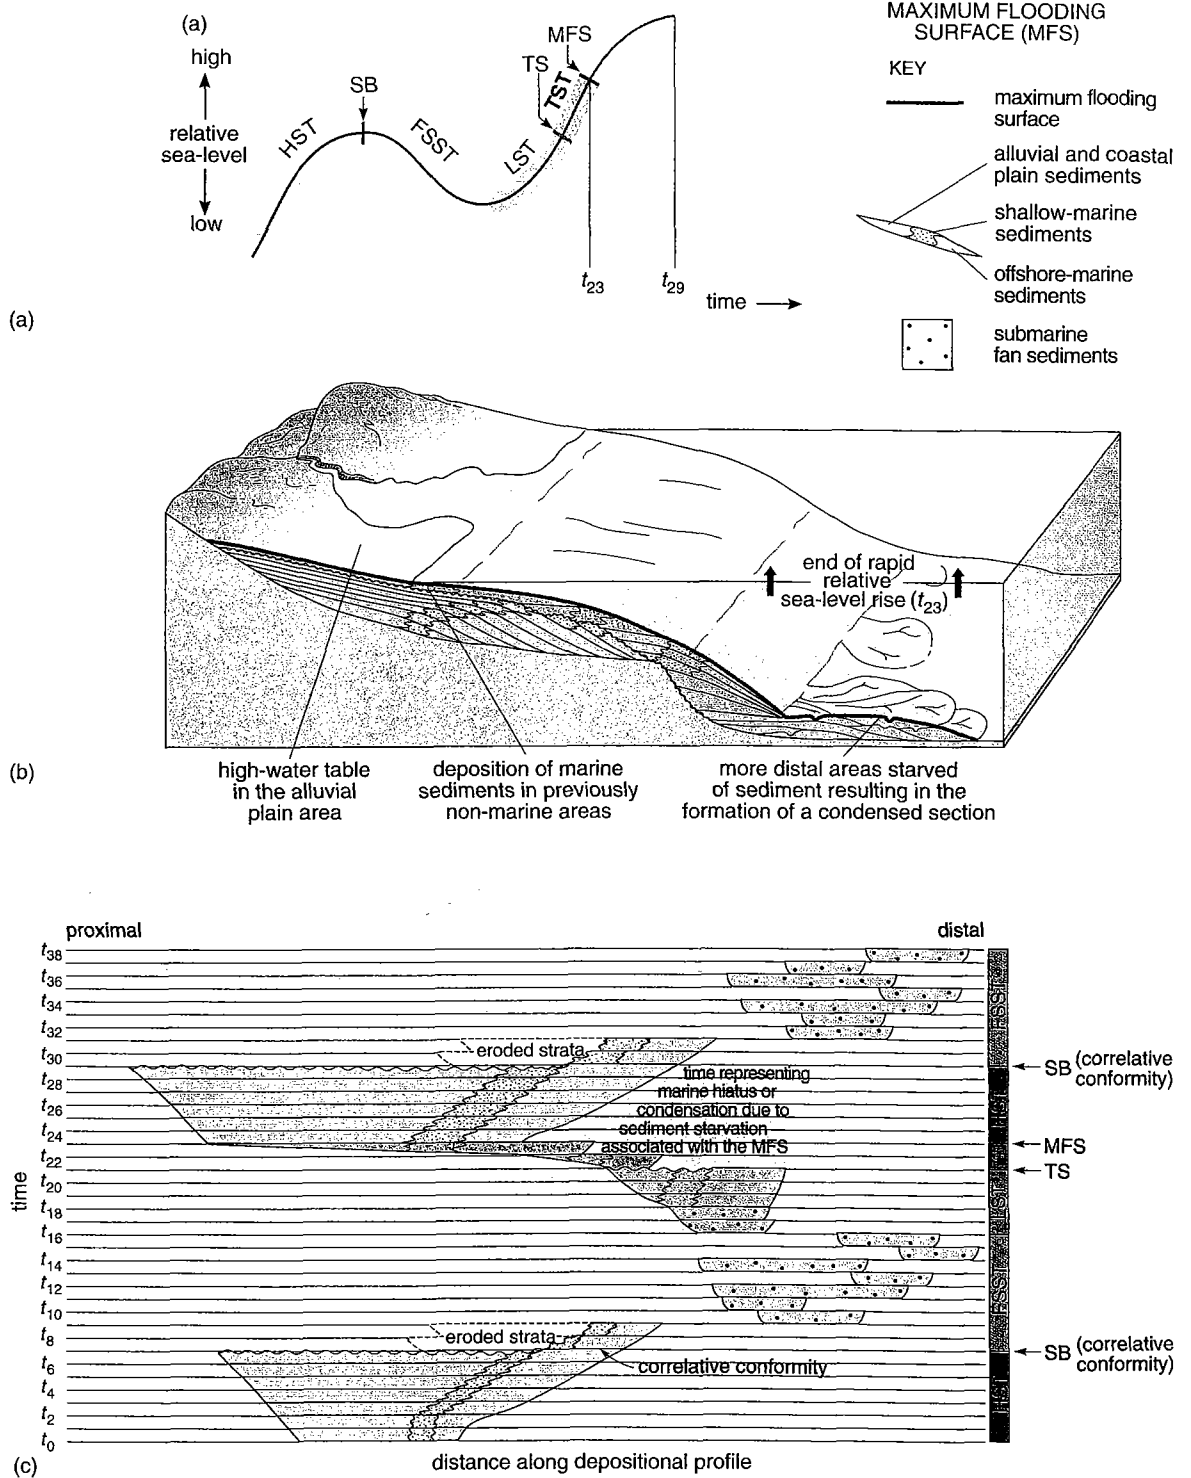 (a)
high
relative
sea-level
low
HST
SB
FSST
LST
TS
TST
MFS
t23
t29
time
MAXIMUM FLOODING
SURFACE (MFS)
KEY
maximum flooding
surface
alluvial and coastal
plain sediments
shallow-marine
sediments
offshore-marine
sediments
submarine
fan sediments
(a)
end of rapid
relative
sea-level rise (t23)
high-water table
in the alluvial
plain area
deposition of marine
sediments in previously
non-marine areas
more distal areas starved
of sediment resulting in the
formation of a condensed section
(b)
proximal
distal
t38
t36
t34
t32
t30
t28
t26
t24
t22
t20
t18
t16
t14
t12
t10
t8
t6
t4
t2
t0
time
eroded strata
time representing
marine hiatus or
condensation due to
sediment starvation
associated with the MFS
eroded strata
correlative conformity
FSST
HST
TST
LST
FSST
HST
SB (correlative
conformity)
MFS
TS
SB (correlative
conformity)
distance along depositional profile
(c)